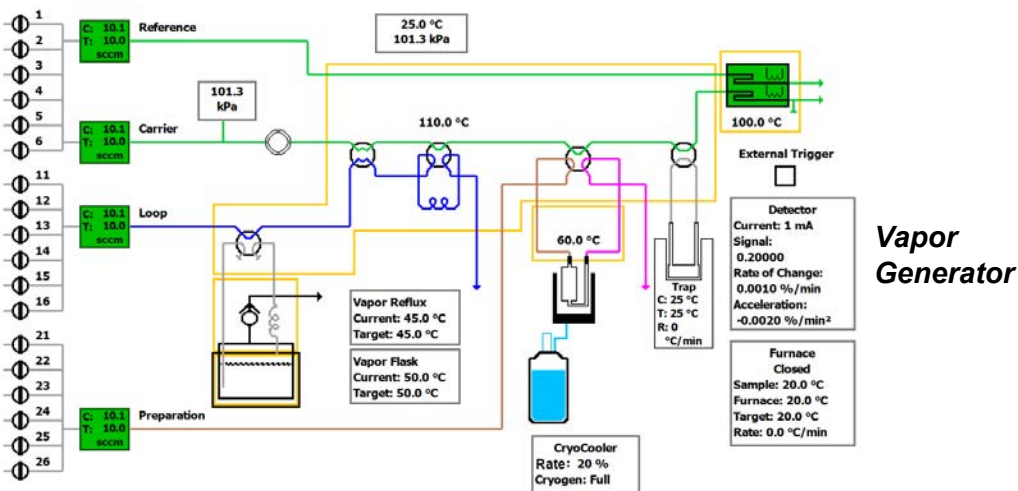 1
2
3
4
5
6
C: 10.1
T: 10.0
sccm
Reference
25.0 °C
101.3 kPa
101.3
kPa
C: 10.1
T: 10.0
sccm
Carrier
110.0 °C
100.0 °C
External Trigger
11
12
13
14
15
16
C: 10.1
T: 10.0
sccm
Loop
60.0 °C
Detector
Current: 1 mA
Signal:
0.20000
Rate of Change:
0.0010 %/min
Acceleration:
-0.0020 %/min²
Vapor
Generator
Trap
C: 25 °C
T: 25 °C
R: 0
°C/min
Vapor Reflux
Current: 45.0 °C
Target: 45.0 °C
Vapor Flask
Current: 50.0 °C
Target: 50.0 °C
Furnace
Closed
Sample: 20.0 °C
Furnace: 20.0 °C
Target: 20.0 °C
Rate: 0.0 °C/min
21
22
23
24
25
26
C: 10.1
T: 10.0
sccm
Preparation
CryoCooler
Rate: 20 %
Cryogen: Full